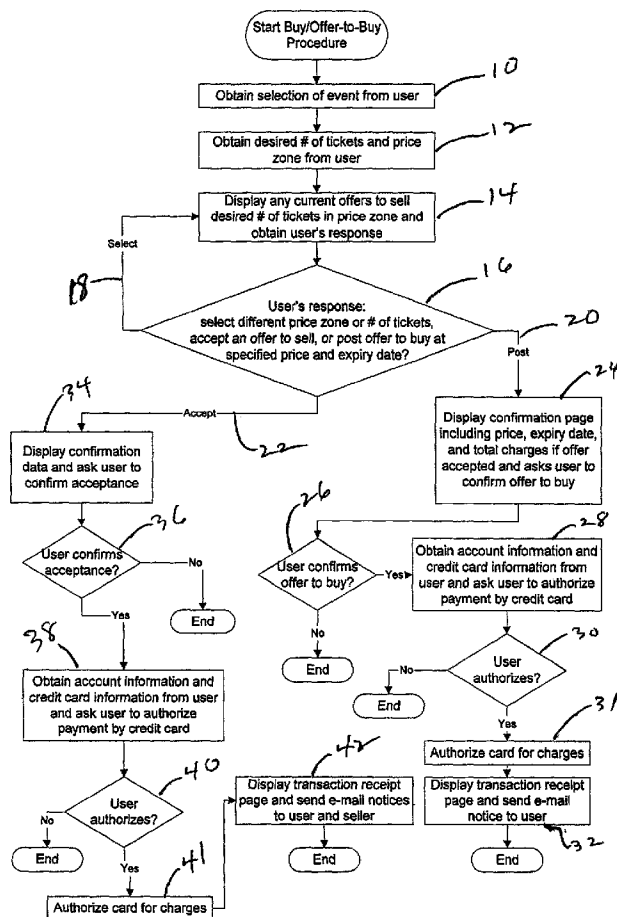 Start Buy/Offer-to-Buy
Procedure
10
Obtain selection of event from user
12
Obtain desired # of tickets and price
zone from user
14
Display any current offers to sell
desired # of tickets in price zone and
obtain user's response
Select
18
16
User's response:
select different price zone or # of tickets,
accept an offer to sell, or post offer to buy at
specified price and expiry date?
20
Post
34
Accept
22
24
Display confirmation
data and ask user to
confirm acceptance
Display confirmation page
including price, expiry date,
and total charges if offer
accepted and asks user to
confirm offer to buy
36
User confirms
acceptance?
No
End
Yes
26
User confirms
offer to buy?
Yes
No
End
28
Obtain account information and
credit card information from
user and ask user to authorize
payment by credit card
30
User
authorizes?
No
End
Yes
31
Authorize card for charges
Display transaction receipt
page and send e-mail
notice to user
32
End
38
Obtain account information and
credit card information from user
and ask user to authorize
payment by credit card
40
User
authorizes?
No
End
Yes
41
Authorize card for charges
42
Display transaction receipt
page and send e-mail notices
to user and seller
End